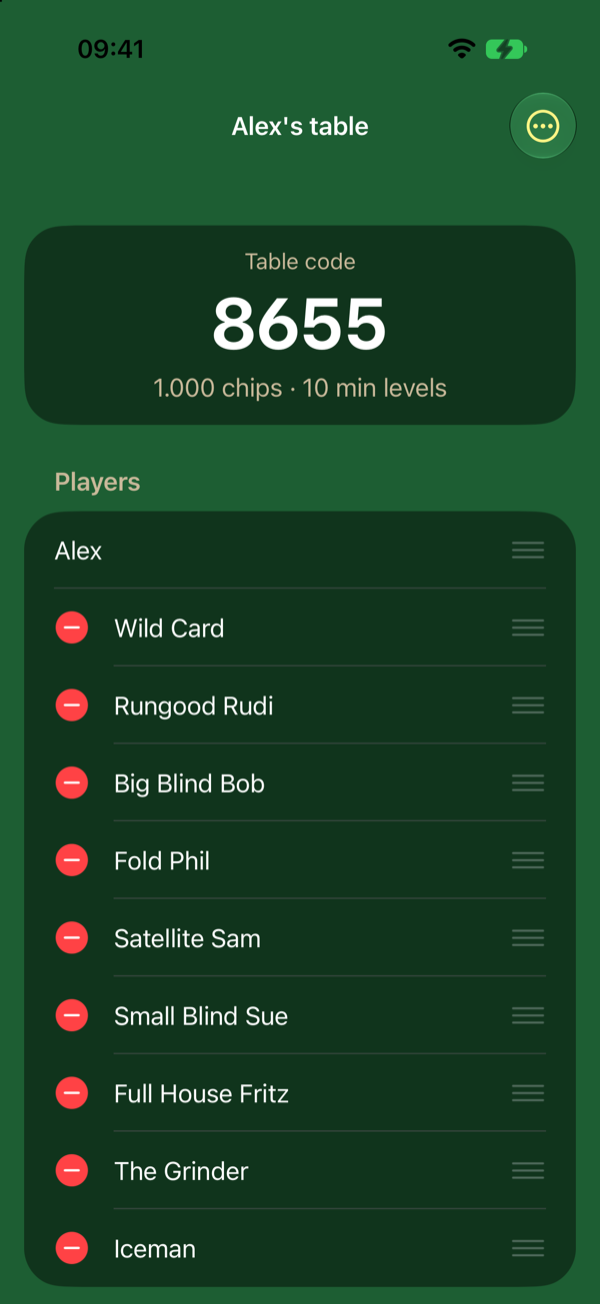 09:41
Alex's table
Table code
8655
1.000 chips · 10 min levels
Players
Alex
Wild Card
Rungood Rudi
Big Blind Bob
Fold Phil
Satellite Sam
Small Blind Sue
Full House Fritz
The Grinder
Iceman